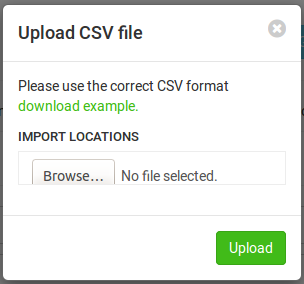 Upload CSV file
Please use the correct CSV format
download example.
IMPORT LOCATIONS
Browse... No file selected.
Upload